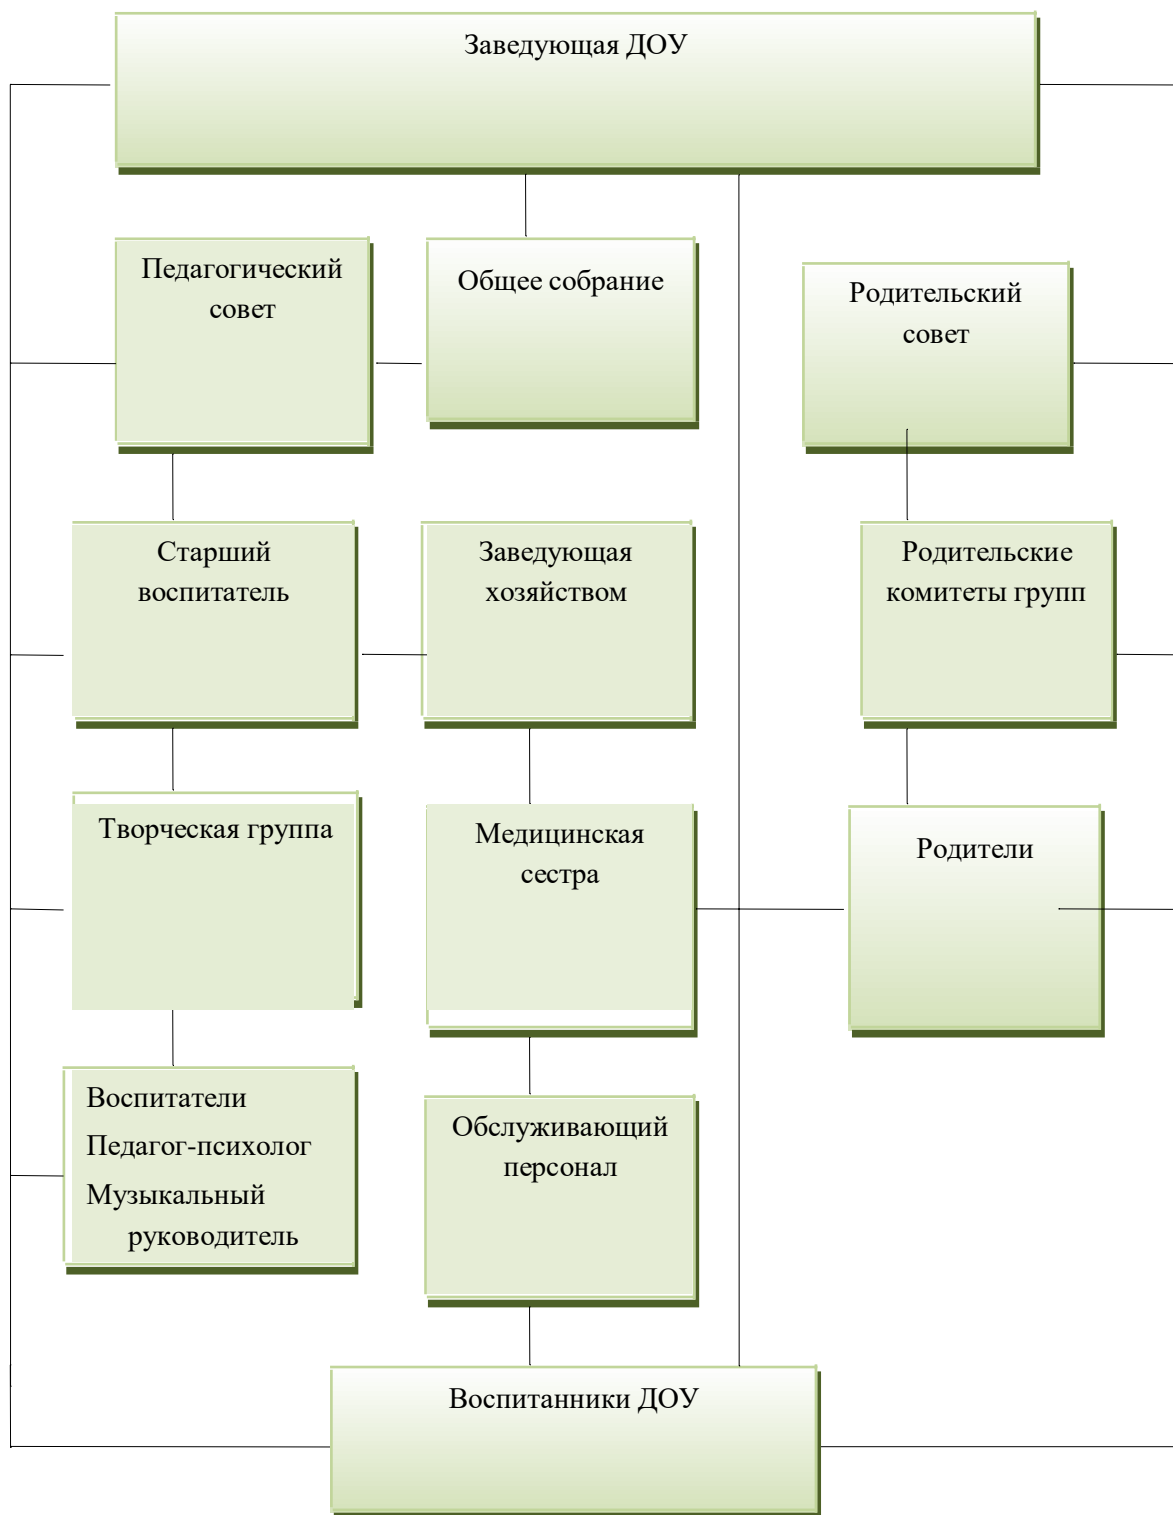 Заведующая ДОУ
Педагогический
совет
Общее собрание
Родительский
совет
Старший
воспитатель
Заведующая
хозяйством
Родительские
комитеты групп
Творческая группа
Медицинская
сестра
Родители
Воспитатели
Педагог-психолог
Музыкальный
руководитель
Обслуживающий
персонал
Воспитанники ДОУ